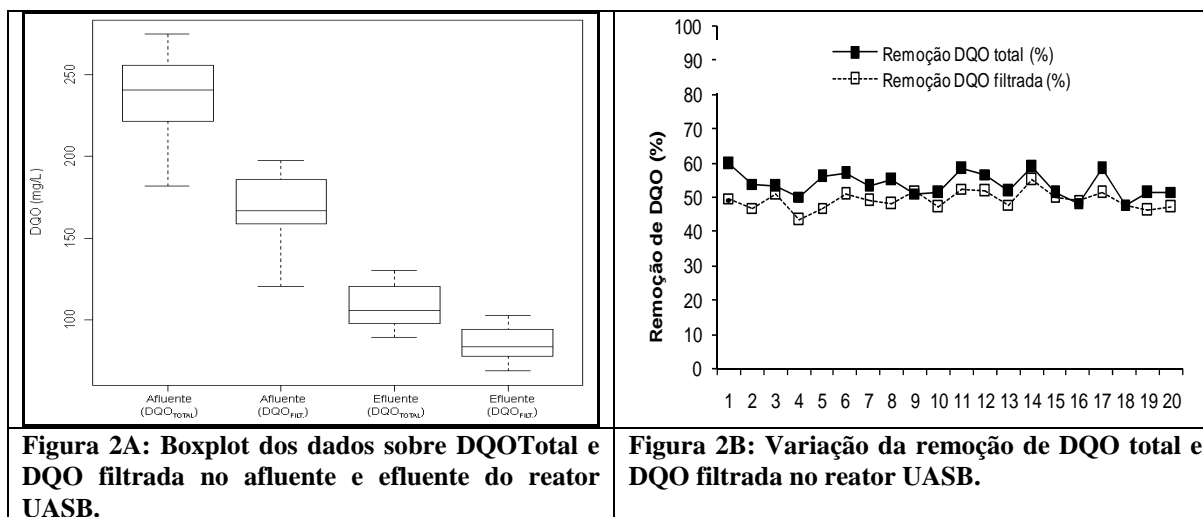 250
200
150
100
DQO (mg/L)
Afluente
(DQOTOTAL)
Afluente
(DQOFILT.)
Efluente
(DQOTOTAL)
Efluente
(DQOFILT.)
Figura 2A: Boxplot dos dados sobre DQOTotal e
DQO filtrada no afluente e efluente do reator
UASB.
Remoção DQO total (%)
Remoção DQO filtrada (%)
100
90
80
70
60
50
40
30
20
10
0
Remoção de DQO (%)
1 2 3 4 5 6 7 8 9 10 11 12 13 14 15 16 17 18 19 20
Figura 2B: Variação da remoção de DQO total e
DQO filtrada no reator UASB.